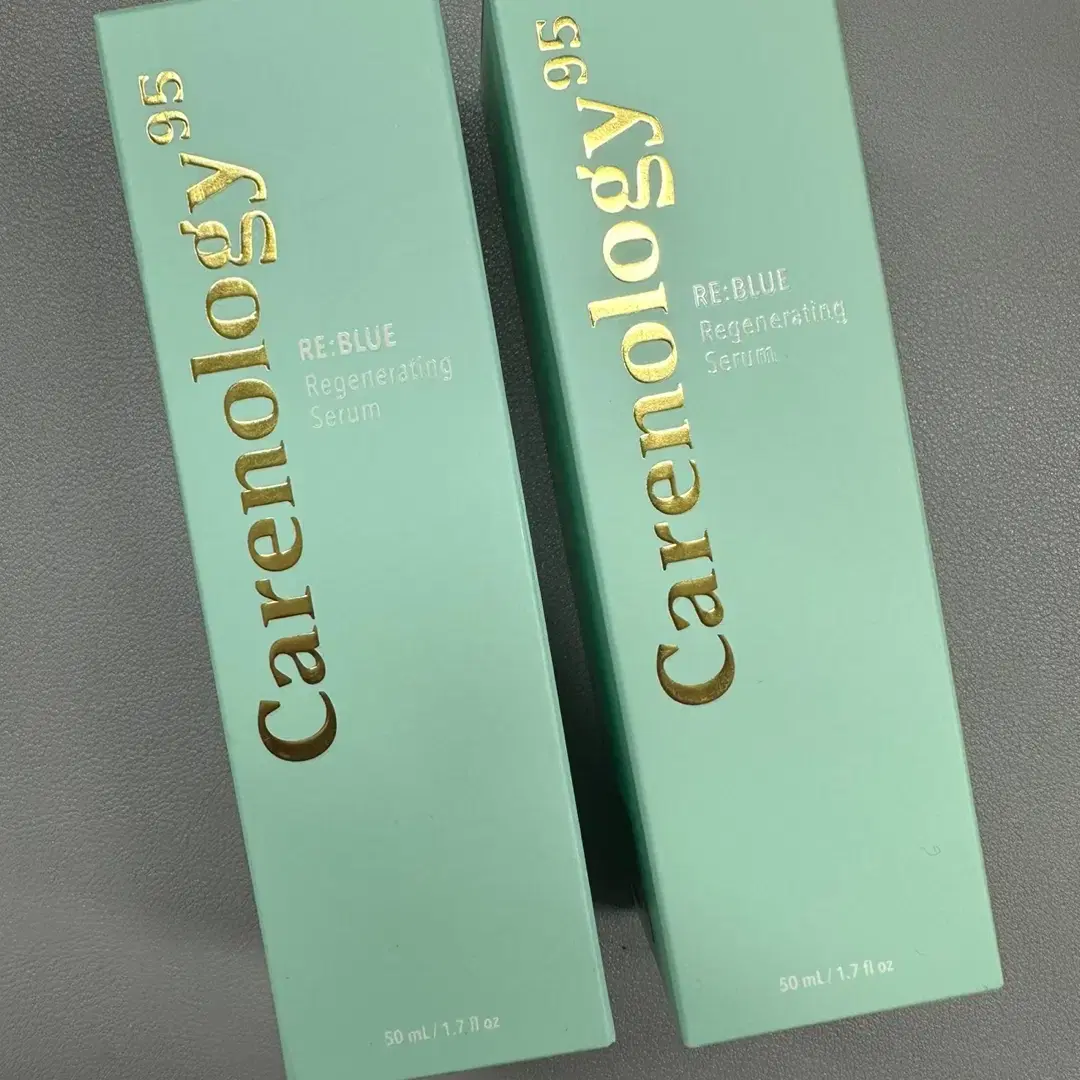 Carenology95
RE:BLUE
Regenerating
Serum
50 mL / 1.7 fl oz
Carenology95
RE:BLUE
Regenerating
Serum
50 mL / 1.7 fl oz